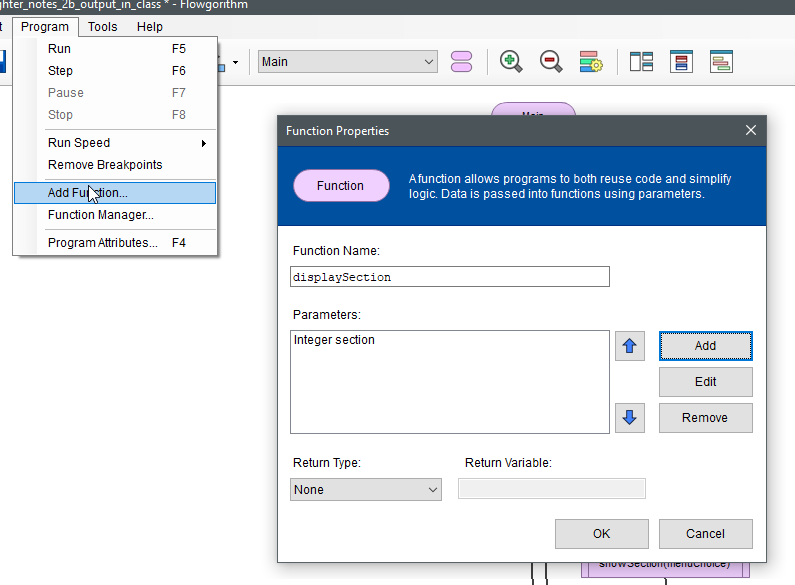 ghter_notes_2b_output_in_class * - Flowgorithm
t Program Tools Help
Run F5
Step F6
Pause F7
Stop F8
Run Speed
Remove Breakpoints
Add Function...
Function Manager...
Program Attributes... F4
Main
Main
Function Properties
Function
A function allows programs to both reuse code and simplify
logic. Data is passed into functions using parameters.
Function Name:
displaySection
Parameters:
Integer section
Add
Edit
Remove
Return Type: Return Variable:
None
OK Cancel
showSection(menuChoice)